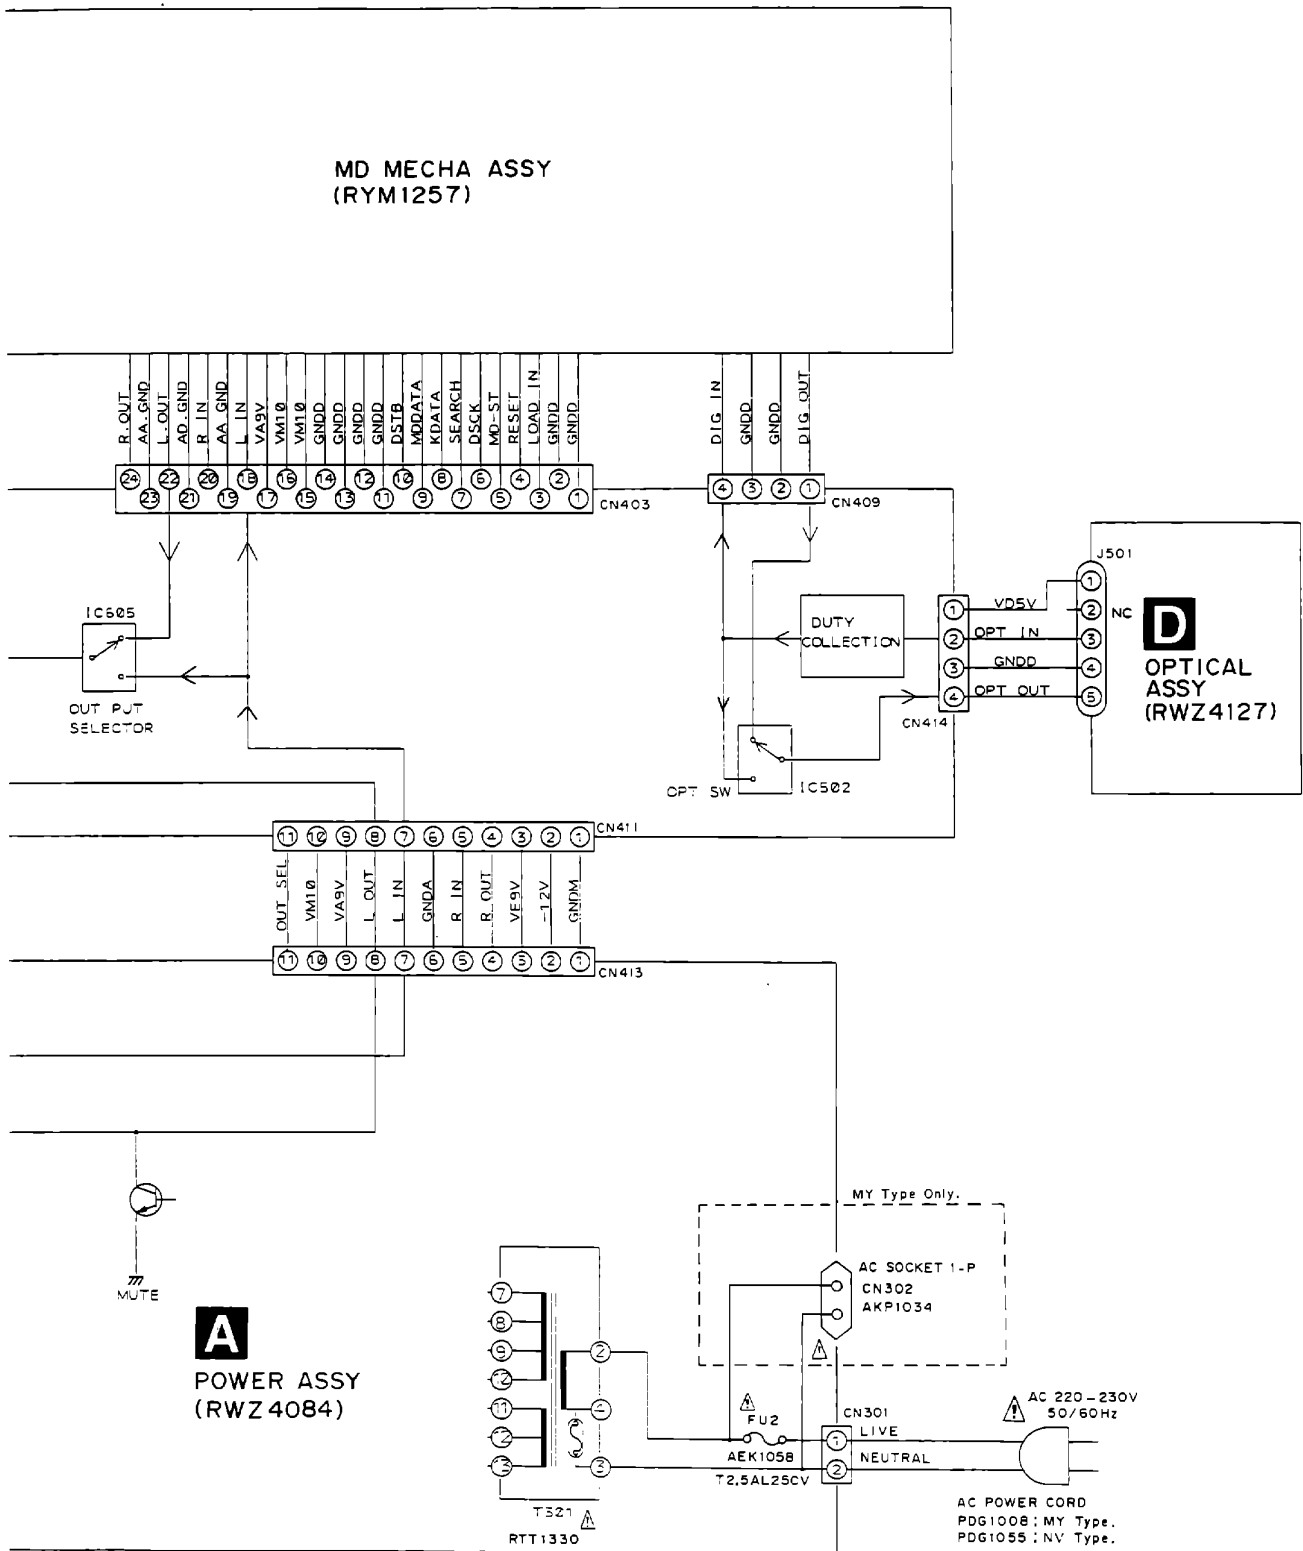 MD MECHA ASSY
(RYM1257)
R.OUT
AA.GND
L.OUT
AD.GND
R IN
AA GND
L IN
VA9V
VM10
VM10
GNDD
GNDD
GNDD
GNDD
DSTB
MDDATA
KDATA
SEARCH
DSCK
MD-ST
RESET
LOAD IN
GNDD
GNDD
24 23 22 21 20 19 18 17 16 15 14 13 12 11 10 9 8 7 6 5 4 3 2 1
CN403
DIG IN
GNDD
GNDD
DIG OUT
4 3 2 1
CN409
IC605
OUT PUT
SELECTOR
DUTY
COLLECTION
OPT SW
IC502
1
2
3
4
CN414
VD5V
OPT IN
GNDD
OPT OUT
NC
J501
1
2
3
4
5
D
OPTICAL
ASSY
(RWZ4127)
11 10 9 8 7 6 5 4 3 2 1
CN411
OUT SEL
VM10
VA9V
L OUT
L IN
GNDA
R IN
R OUT
VE9V
-12V
GNDM
11 10 9 8 7 6 5 4 3 2 1
CN413
MUTE
A
POWER ASSY
(RWZ4084)
MY Type Only.
AC SOCKET 1-P
CN302
AKP1034
7
8
9
12
11
12
13
2
4
3
T321
RTT1330
FU2
AEK1058
T2.5AL250V
CN301
1
2
LIVE
NEUTRAL
AC 220-230V
50/60Hz
AC POWER CORD
PDG1008 : MY Type.
PDG1055 : NV Type.